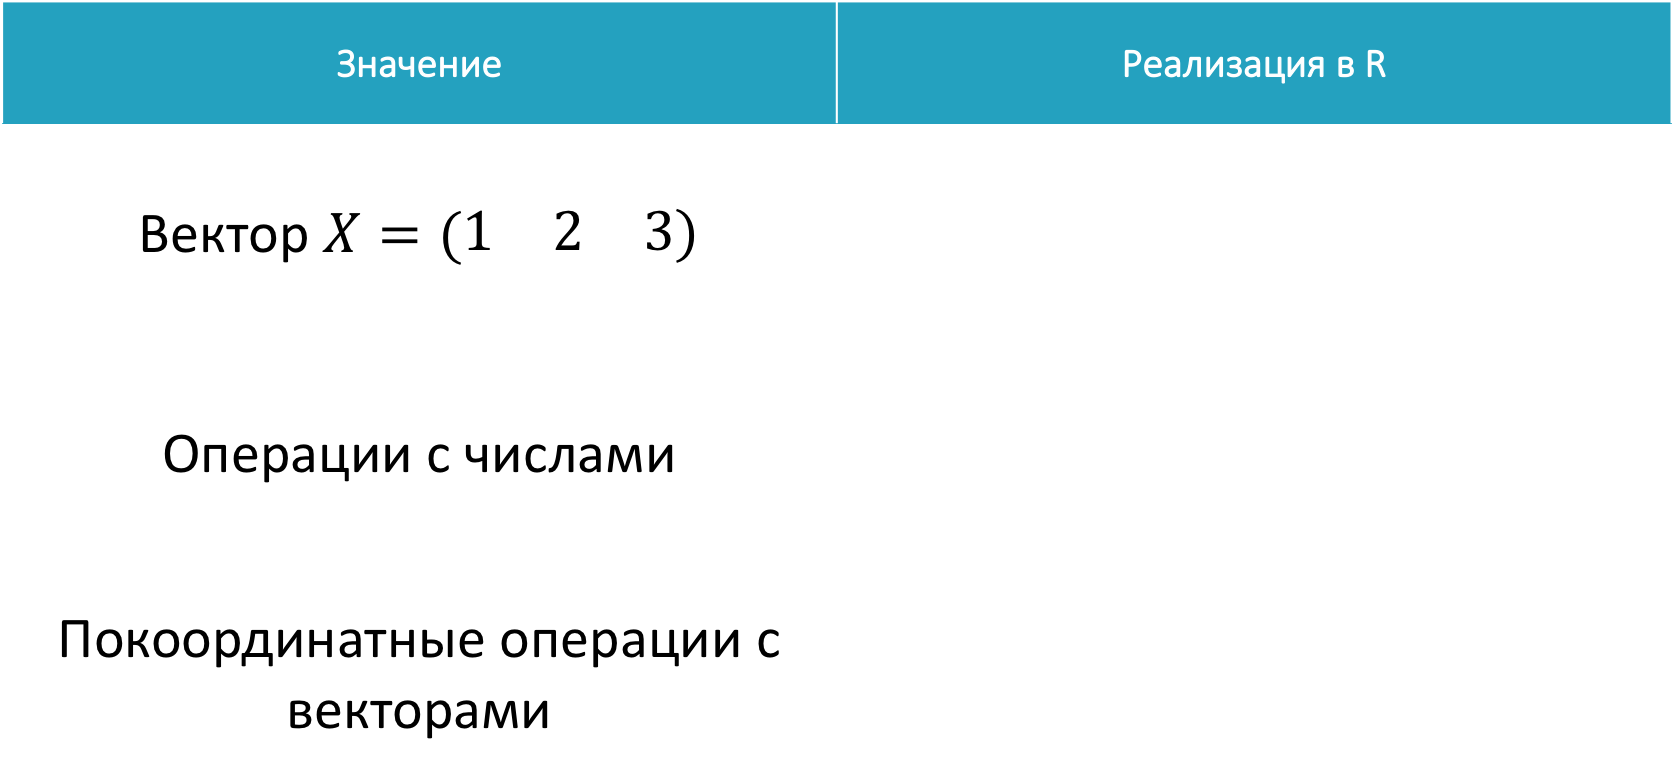 Значение
Реализация в R
Вектор X = (1 2 3)
Операции с числами
Покоординатные операции с
векторами